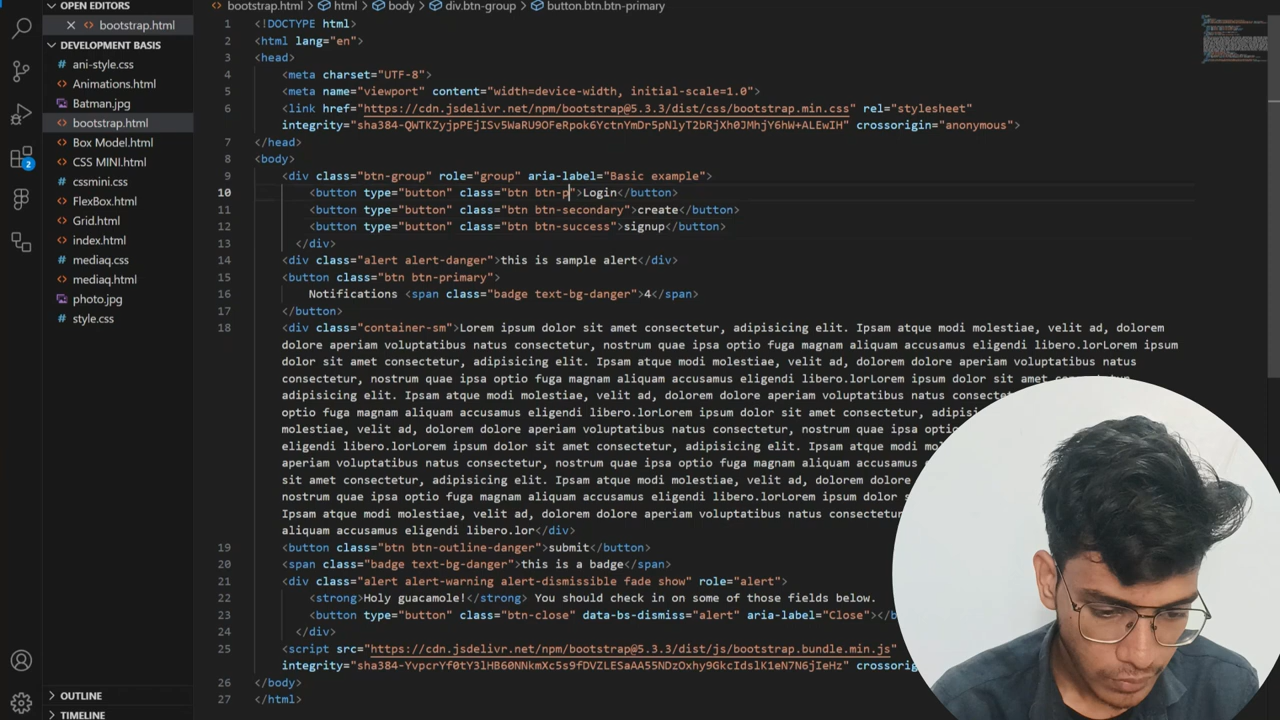 bootstrap.html > html > body > div.btn-group > button.btn.btn-primary
OPEN EDITORS
bootstrap.html
DEVELOPMENT BASIS
ani-style.css
Animations.html
Batman.jpg
bootstrap.html
Box Model.html
CSS MINI.html
cssmini.css
FlexBox.html
Grid.html
index.html
mediaq.css
mediaq.html
photo.jpg
style.css
OUTLINE
TIMELINE
2
1 <!DOCTYPE html>
2 <html lang="en">
3 <head>
4 <meta charset="UTF-8">
5 <meta name="viewport" content="width=device-width, initial-scale=1.0">
6 <link href="https://cdn.jsdelivr.net/npm/bootstrap@5.3.3/dist/css/bootstrap.min.css" rel="stylesheet"
integrity="sha384-QWTKZyjpPEjISv5WaRU9OFeRpok6YctnYmDr5pNlyT2bRjXh0JMhjY6hW+ALEwIH" crossorigin="anonymous">
7 </head>
8 <body>
9 <div class="btn-group" role="group" aria-label="Basic example">
10 <button type="button" class="btn btn-p">Login</button>
11 <button type="button" class="btn btn-secondary">create</button>
12 <button type="button" class="btn btn-success">signup</button>
13 </div>
14 <div class="alert alert-danger">this is sample alert</div>
15 <button class="btn btn-primary">
16 Notifications <span class="badge text-bg-danger">4</span>
17 </button>
18 <div class="container-sm">Lorem ipsum dolor sit amet consectetur, adipisicing elit. Ipsam atque modi molestiae, velit ad, dolorem
dolore aperiam voluptatibus natus consectetur, nostrum quae ipsa optio fuga magnam aliquam accusamus eligendi libero.lorLorem ipsum
dolor sit amet consectetur, adipisicing elit. Ipsam atque modi molestiae, velit ad, dolorem dolore aperiam voluptatibus natus
consectetur, nostrum quae ipsa optio fuga magnam aliquam accusamus eligendi libero.lorLorem ipsum dolor sit amet consectetur,
adipisicing elit. Ipsam atque modi molestiae, velit ad, dolorem dolore aperiam voluptatibus natus consectetur, nostrum quae
optio fuga magnam aliquam accusamus eligendi libero.lorLorem ipsum dolor sit amet consectetur, adipisicing
molestiae, velit ad, dolorem dolore aperiam voluptatibus natus consectetur, nostrum quae ipsa optio
eligendi libero.lorLorem ipsum dolor sit amet consectetur, adipisicing elit. Ipsam atque modi
aperiam voluptatibus natus consectetur, nostrum quae ipsa optio fuga magnam aliquam accusamus
amet consectetur, adipisicing elit. Ipsam atque modi molestiae, velit ad, dolorem dolore
nostrum quae ipsa optio fuga magnam aliquam accusamus eligendi libero.lorLorem ipsum dolor
Ipsam atque modi molestiae, velit ad, dolorem dolore aperiam voluptatibus natus
aliquam accusamus eligendi libero.lor</div>
19 <button class="btn btn-outline-danger">submit</button>
20 <span class="badge text-bg-danger">this is a badge</span>
21 <div class="alert alert-warning alert-dismissible fade show" role="alert">
22 <strong>Holy guacamole!</strong> You should check in on some of those fields below.
23 <button type="button" class="btn-close" data-bs-dismiss="alert" aria-label="Close"></b
24 </div>
25 <script src="https://cdn.jsdelivr.net/npm/bootstrap@5.3.3/dist/js/bootstrap.bundle.min.js"
integrity="sha384-YvpcrYf0tY3lHB60NNkmXc5s9fDVZLESaAA55NDzOxhy9GkcIdslK1eN7N6jIeHz" crossorig
26 </body>
27 </html>